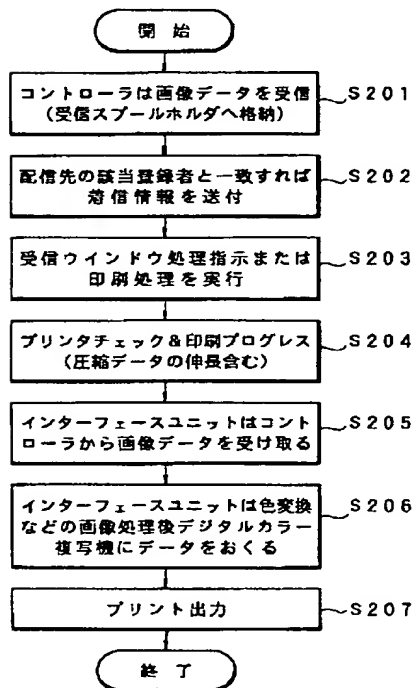 開始
コントローラは画像データを受信 S201
(受信スプールホルダへ格納)
配信先の該当登録者と一致すれば S202
着信情報を送付
受信ウインドウ処理指示または S203
印刷処理を実行
プリンタチェック&印刷プログレス S204
(圧縮データの伸長含む)
インターフェースユニットはコント S205
ローラから画像データを受け取る
インターフェースユニットは色変換 S206
などの画像処理後デジタルカラー
複写機にデータをおくる
プリント出力 S207
終了